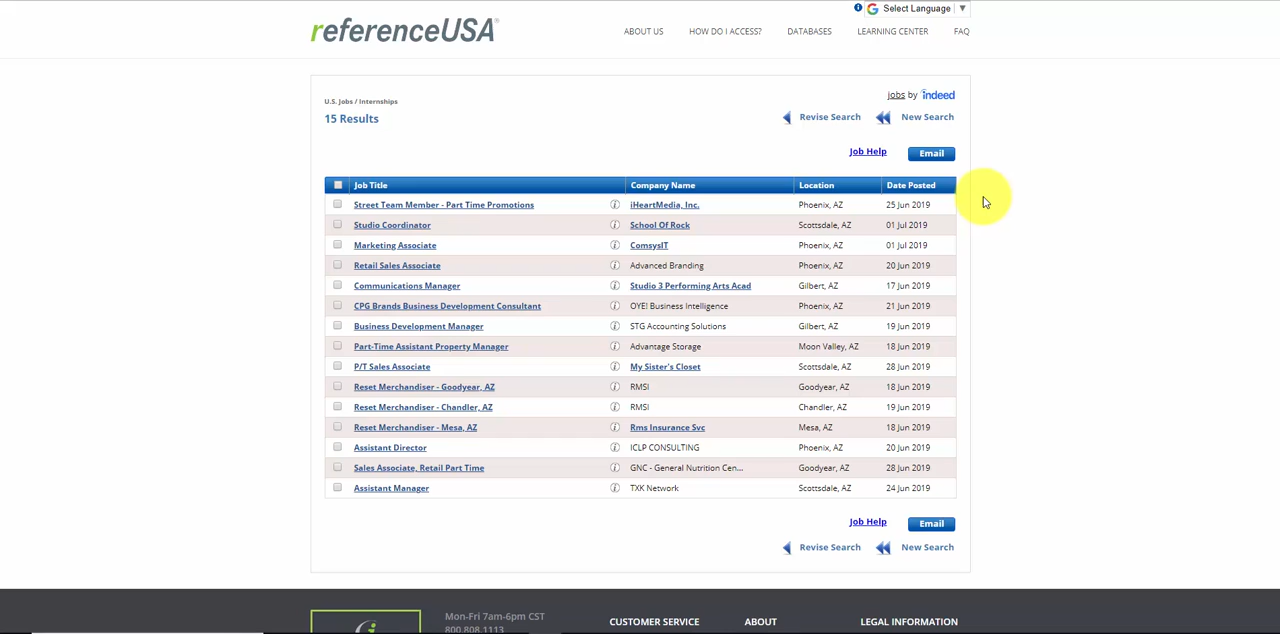 Select Language ▼
referenceUSA®
ABOUT US HOW DO I ACCESS? DATABASES LEARNING CENTER FAQ
U.S. Jobs / Internships
jobs by indeed
15 Results
Revise Search New Search
Job Help Email
Job Title Company Name Location Date Posted
Street Team Member - Part Time Promotions iHeartMedia, Inc. Phoenix, AZ 25 Jun 2019
Studio Coordinator School Of Rock Scottsdale, AZ 01 Jul 2019
Marketing Associate ComsysIT Phoenix, AZ 01 Jul 2019
Retail Sales Associate Advanced Branding Phoenix, AZ 20 Jun 2019
Communications Manager Studio 3 Performing Arts Acad Gilbert, AZ 17 Jun 2019
CPG Brands Business Development Consultant OYE! Business Intelligence Phoenix, AZ 21 Jun 2019
Business Development Manager STG Accounting Solutions Gilbert, AZ 19 Jun 2019
Part-Time Assistant Property Manager Advantage Storage Moon Valley, AZ 18 Jun 2019
P/T Sales Associate My Sister's Closet Scottsdale, AZ 28 Jun 2019
Reset Merchandiser - Goodyear, AZ RMSI Goodyear, AZ 18 Jun 2019
Reset Merchandiser - Chandler, AZ RMSI Chandler, AZ 19 Jun 2019
Reset Merchandiser - Mesa, AZ Rms Insurance Svc Mesa, AZ 18 Jun 2019
Assistant Director ICLP CONSULTING Phoenix, AZ 20 Jun 2019
Sales Associate, Retail Part Time GNC - General Nutrition Cen... Goodyear, AZ 28 Jun 2019
Assistant Manager TXK Network Scottsdale, AZ 24 Jun 2019
Job Help Email
Revise Search New Search
Mon-Fri 7am-6pm CST
800.808.1113
CUSTOMER SERVICE ABOUT LEGAL INFORMATION